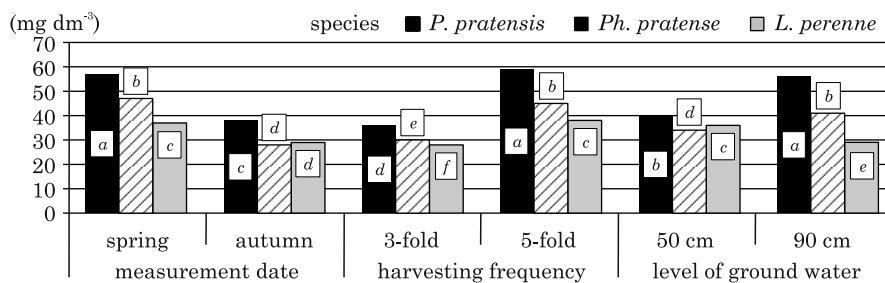 (mg dm-3) species P. pratensis Ph. pratense L. perenne
70
60
50
40
30
20
10
0
b
a
c
d
c
d
e
d
f
b
a
c
d
b
c
b
a
e
spring autumn 3-fold 5-fold 50 cm 90 cm
measurement date harvesting frequency level of ground water